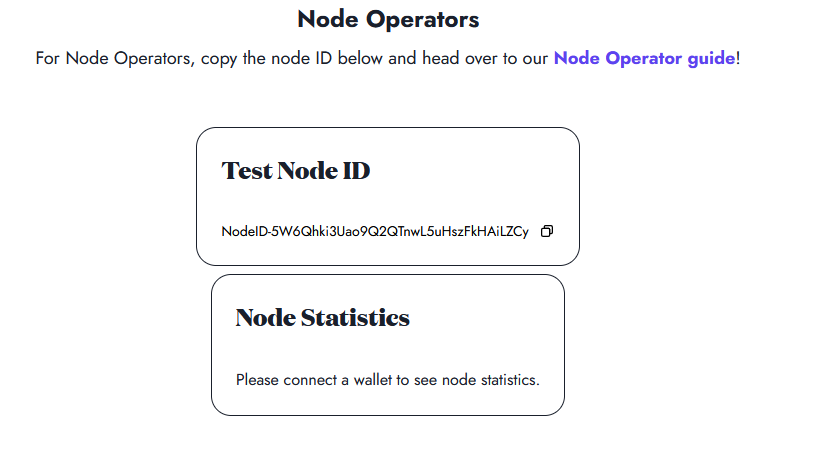 Node Operators
For Node Operators, copy the node ID below and head over to our Node Operator guide!
Test Node ID
NodeID-5W6Qhki3Uao9Q2QTnwL5uHszFkHAiLZCy
Node Statistics
Please connect a wallet to see node statistics.